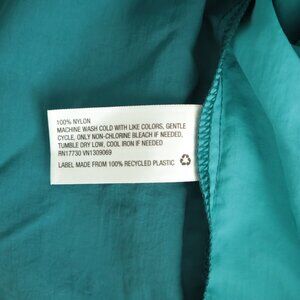 100% NYLON
MACHINE WASH COLD WITH LIKE COLORS, GENTLE
CYCLE, ONLY NON-CHLORINE BLEACH IF NEEDED,
TUMBLE DRY LOW, COOL IRON IF NEEDED
RN17730 VN1309069
LABEL MADE FROM 100% RECYCLED PLASTIC